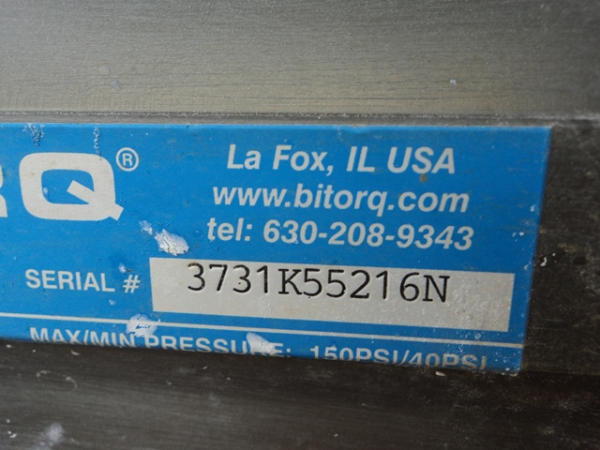 RQ®
La Fox, IL USA
www.bitorq.com
tel: 630-208-9343
SERIAL # 3731K55216N
MAX/MIN PRESSURE: 150PSI/40PSI